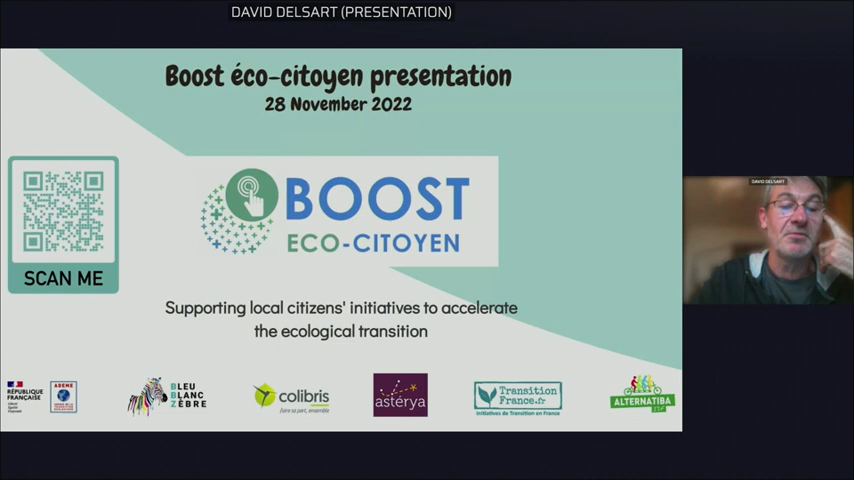 DAVID DELSART (PRESENTATION)
Boost éco-citoyen presentation
28 November 2022
BOOST
ECO-CITOYEN
SCAN ME
Supporting local citizens' initiatives to accelerate
the ecological transition
DAVID DELSART
RÉPUBLIQUE
FRANÇAISE
ADEME
BLEU
BLANC
ZÈBRE
colibris
Faire sa part, ensemble
astérya
Transition
France.fr
Initiatives de Transition en France
ALTERNATIBA